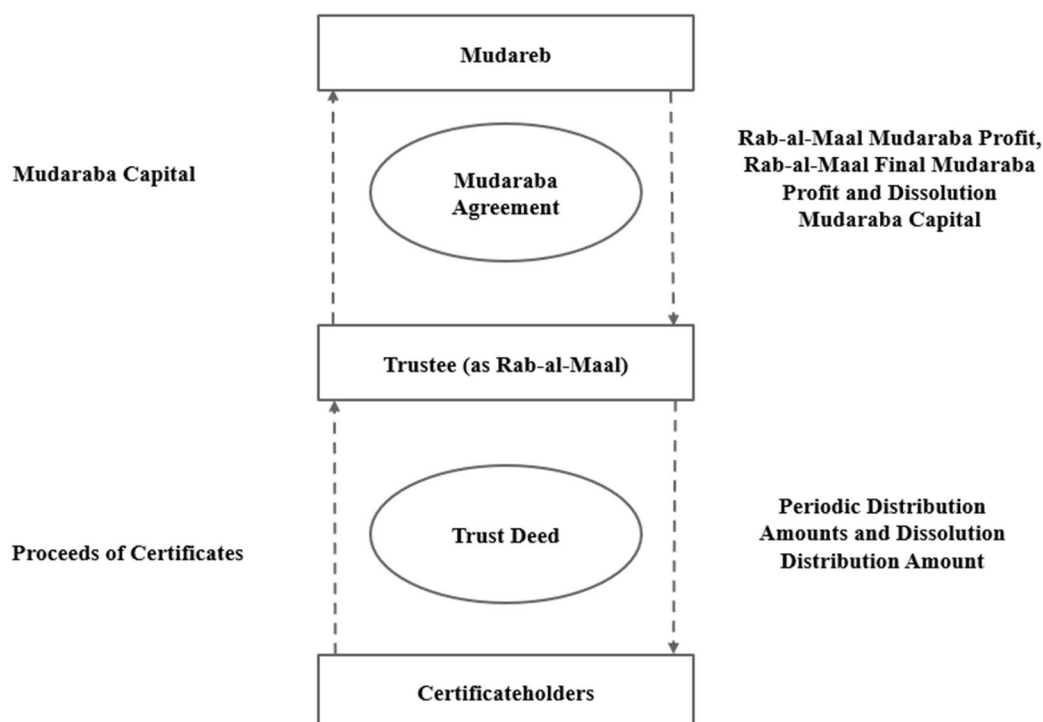 Mudareb
Mudaraba Capital
Mudaraba
Agreement
Rab-al-Maal Mudaraba Profit,
Rab-al-Maal Final Mudaraba
Profit and Dissolution
Mudaraba Capital
Trustee (as Rab-al-Maal)
Proceeds of Certificates
Trust Deed
Periodic Distribution
Amounts and Dissolution
Distribution Amount
Certificateholders